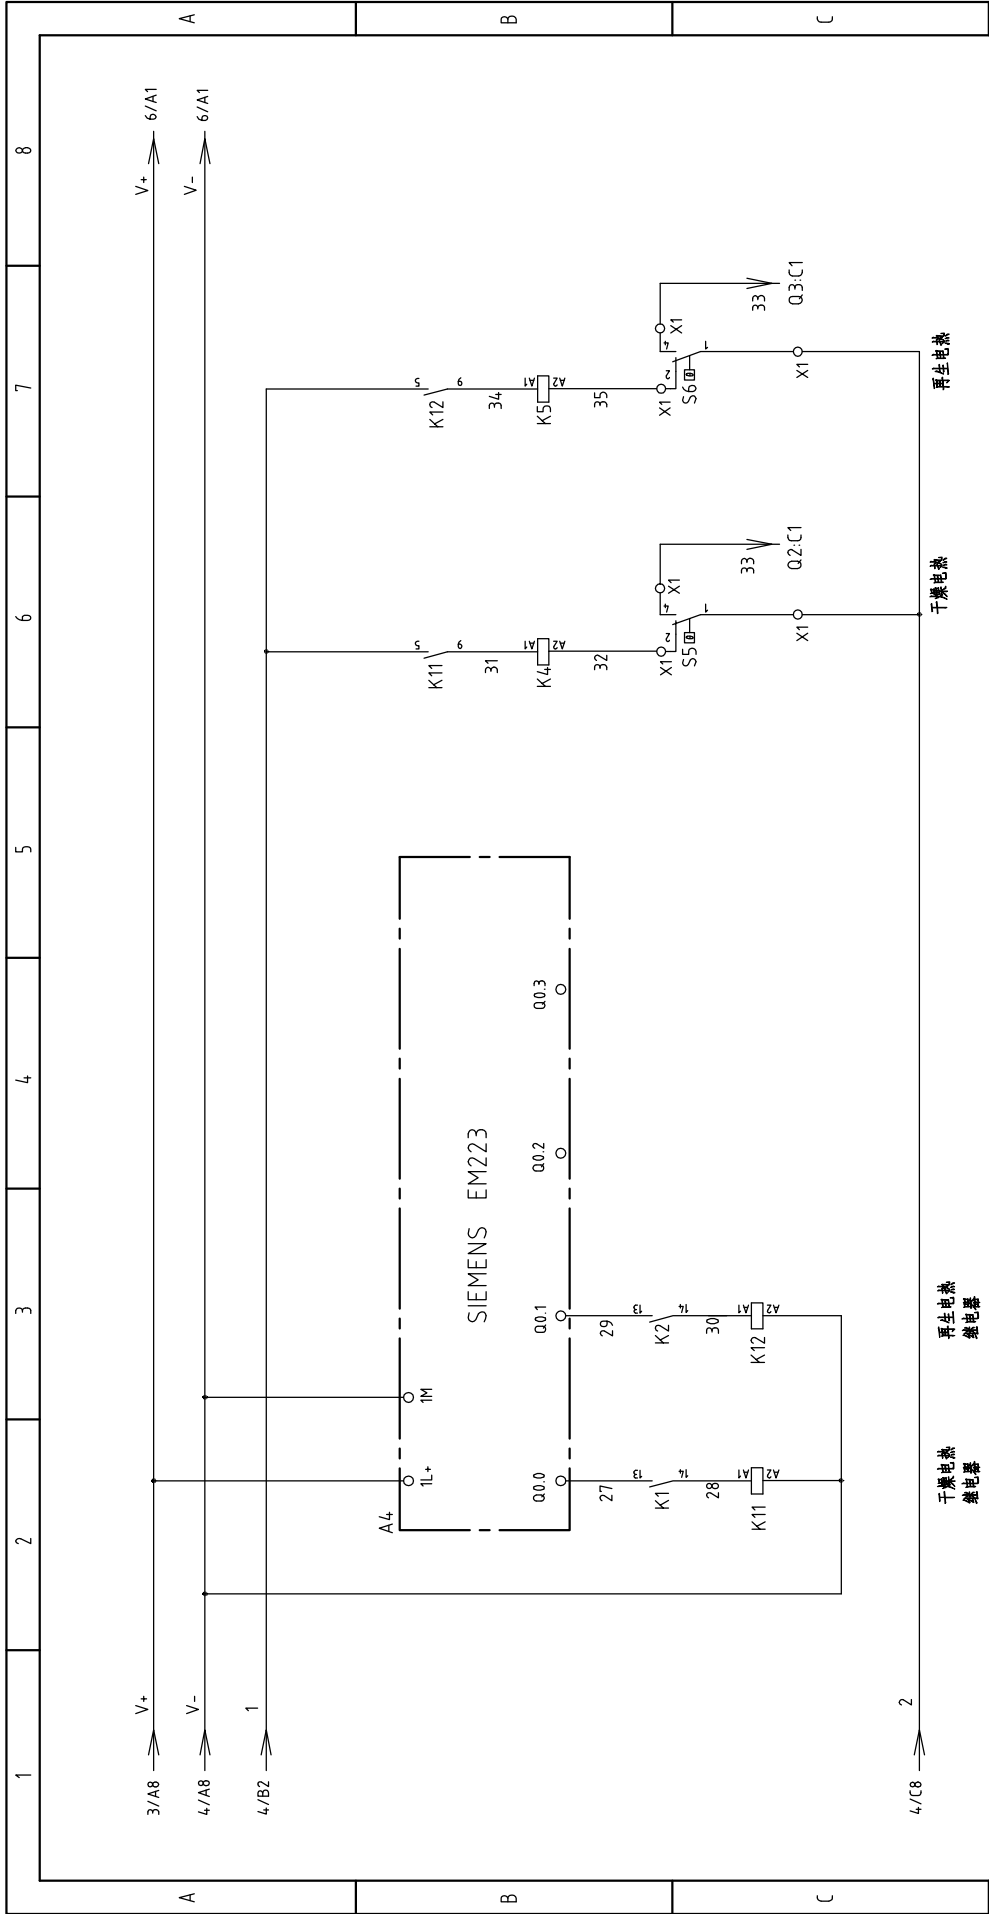 1
2
3
4
5
6
7
8
A
B
C
A
B
C
3/A8
V+
V+
6/A1
4/A8
V-
V-
6/A1
4/B2
1
A4
1L+
1M
SIEMENS EM223
Q0.0
Q0.1
Q0.2
Q0.3
27
13
K1
14
28
A1
K11
A2
29
13
K2
14
30
A1
K12
A2
5
K11
9
31
A1
K4
A2
32
X1
2
4
X1
S5
θ
1
33
Q2:C1
X1
5
K12
9
34
A1
K5
A2
35
X1
2
4
X1
S6
θ
1
33
Q3:C1
X1
4/C8
2
干燥电热
继电器
再生电热
继电器
干燥电热
再生电热